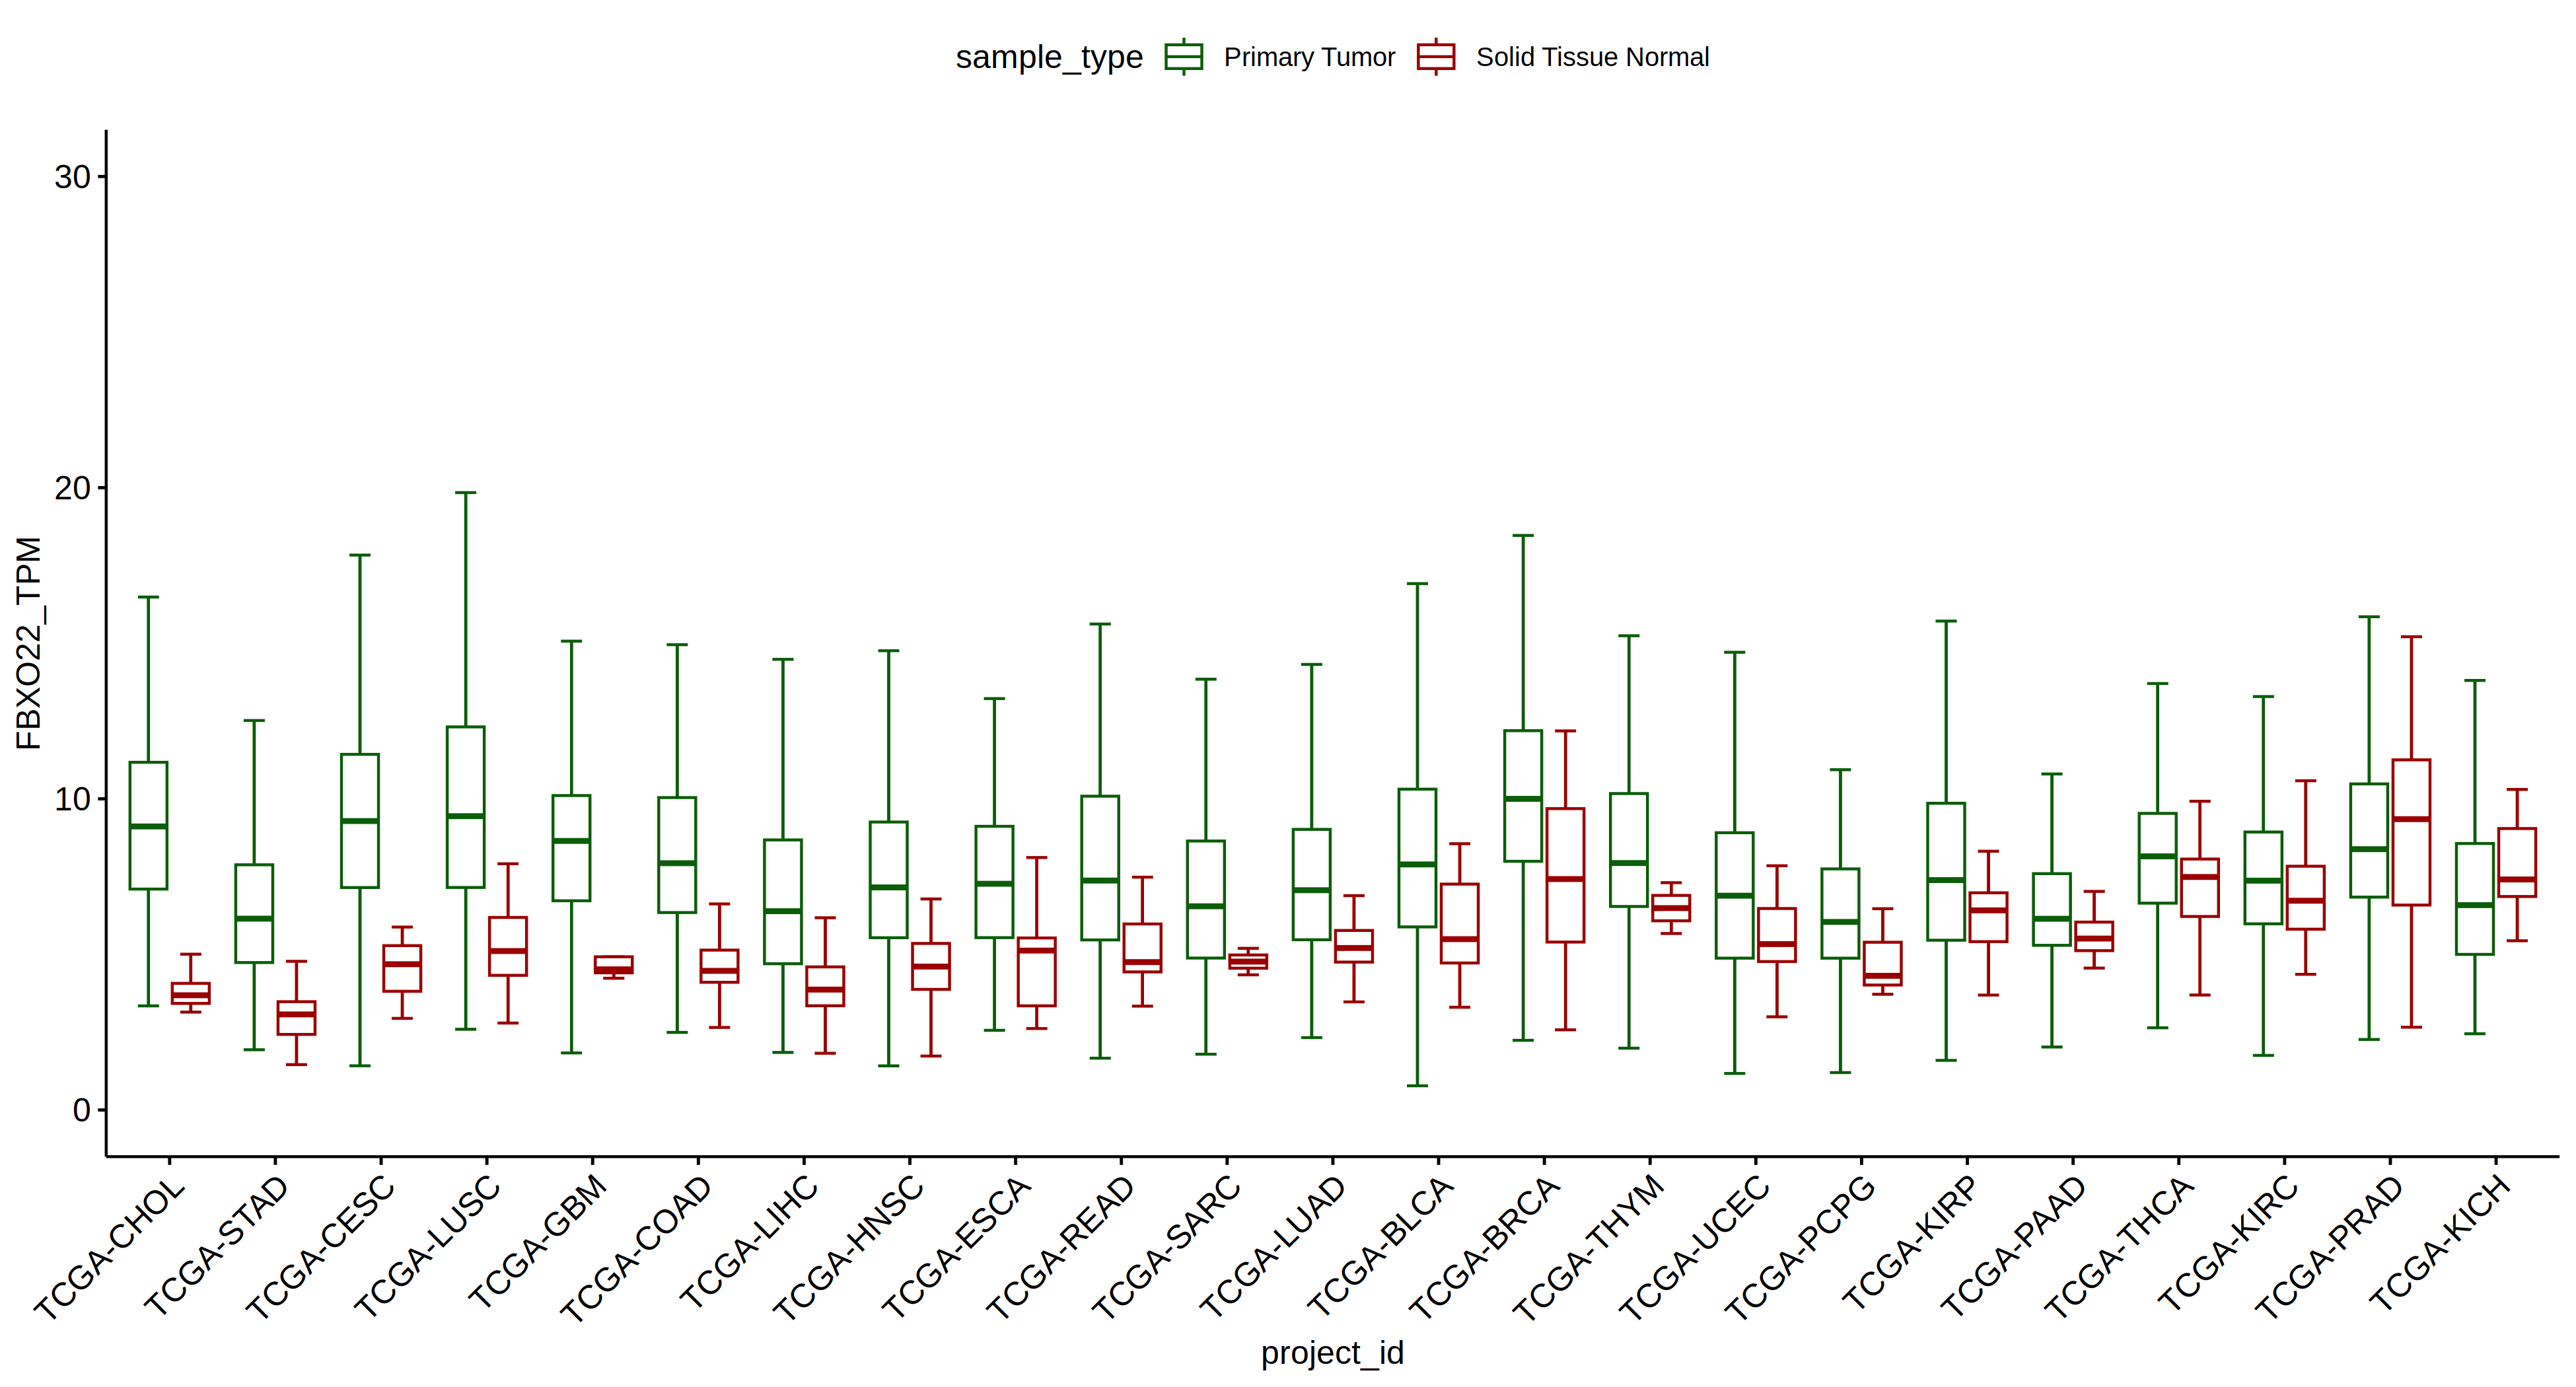 sample_type Primary Tumor Solid Tissue Normal
FBXO22_TPM
30
20
10
0
TCGA-CHOL
TCGA-STAD
TCGA-CESC
TCGA-LUSC
TCGA-GBM
TCGA-COAD
TCGA-LIHC
TCGA-HNSC
TCGA-ESCA
TCGA-READ
TCGA-SARC
TCGA-LUAD
TCGA-BLCA
TCGA-BRCA
TCGA-THYM
TCGA-UCEC
TCGA-PCPG
TCGA-KIRP
TCGA-PAAD
TCGA-THCA
TCGA-KIRC
TCGA-PRAD
TCGA-KICH
project_id